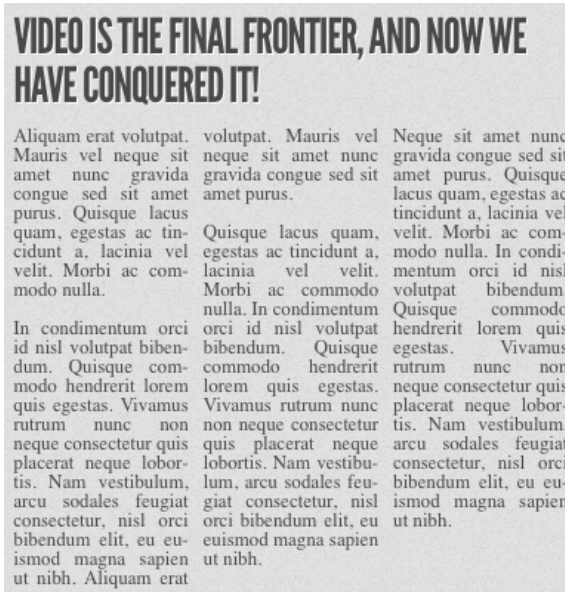 VIDEO IS THE FINAL FRONTIER, AND NOW WE
HAVE CONQUERED IT!
Aliquam erat volutpat.
Mauris vel neque sit
amet nunc gravida
congue sed sit amet
purus. Quisque lacus
quam, egestas ac tin-
cidunt a, lacinia vel
velit. Morbi ac com-
modo nulla.
In condimentum orci
id nisl volutpat biben-
dum. Quisque com-
modo hendrerit lorem
quis egestas. Vivamus
rutrum nunc non
neque consectetur quis
placerat neque lobor-
tis. Nam vestibulum,
arcu sodales feugiat
consectetur, nisl orci
bibendum elit, eu eu-
ismod magna sapien
ut nibh. Aliquam erat
volutpat. Mauris vel
neque sit amet nunc
gravida congue sed sit
amet purus.
Quisque lacus quam,
egestas ac tincidunt a,
lacinia vel velit.
Morbi ac commodo
nulla. In condimentum
orci id nisl volutpat
bibendum. Quisque
commodo hendrerit
lorem quis egestas.
Vivamus rutrum nunc
non neque consectetur
quis placerat neque
lobortis. Nam vestibu-
lum, arcu sodales feu-
giat consectetur, nisl
orci bibendum elit, eu
euismod magna sapien
ut nibh.
Neque sit amet nunc
gravida congue sed sit
amet purus. Quisque
lacus quam, egestas ac
tincidunt a, lacinia vel
velit. Morbi ac com-
modo nulla. In condi-
mentum orci id nisl
volutpat bibendum.
Quisque commodo
hendrerit lorem quis
egestas. Vivamus
rutrum nunc non
neque consectetur quis
placerat neque lobor-
tis. Nam vestibulum,
arcu sodales feugiat
consectetur, nisl orci
bibendum elit, eu eu-
ismod magna sapien
ut nibh.